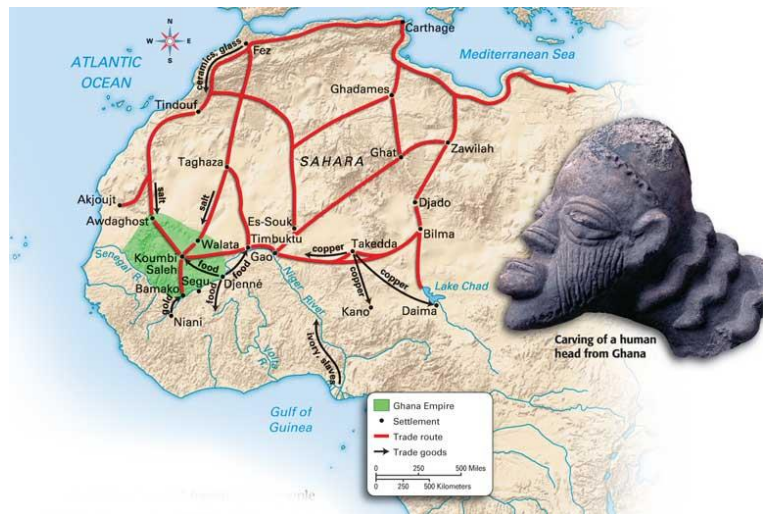 N
W E
S
ATLANTIC
OCEAN
Mediterranean Sea
Carthage
ceramics, glass
Fez
Ghadames
Tindouf
Taghaza
SAHARA
Ghāt
Zawilah
Akjoujt
salt
salt
Djado
Awdaghost
Es-Souk
Walata
Timbuktu
Takedda
Bilma
Koumbi
Saleh
food
food
Gao
copper
copper
copper
Senegal R.
Segu
Djenné
food
Bamako
gold
Niani
Niger River
Kano
Daima
Lake Chad
Volta
R.
ivory, slaves
Gulf of
Guinea
Carving of a human
head from Ghana
Ghana Empire
Settlement
Trade route
Trade goods
0 250 500 Miles
0 250 500 Kilometers